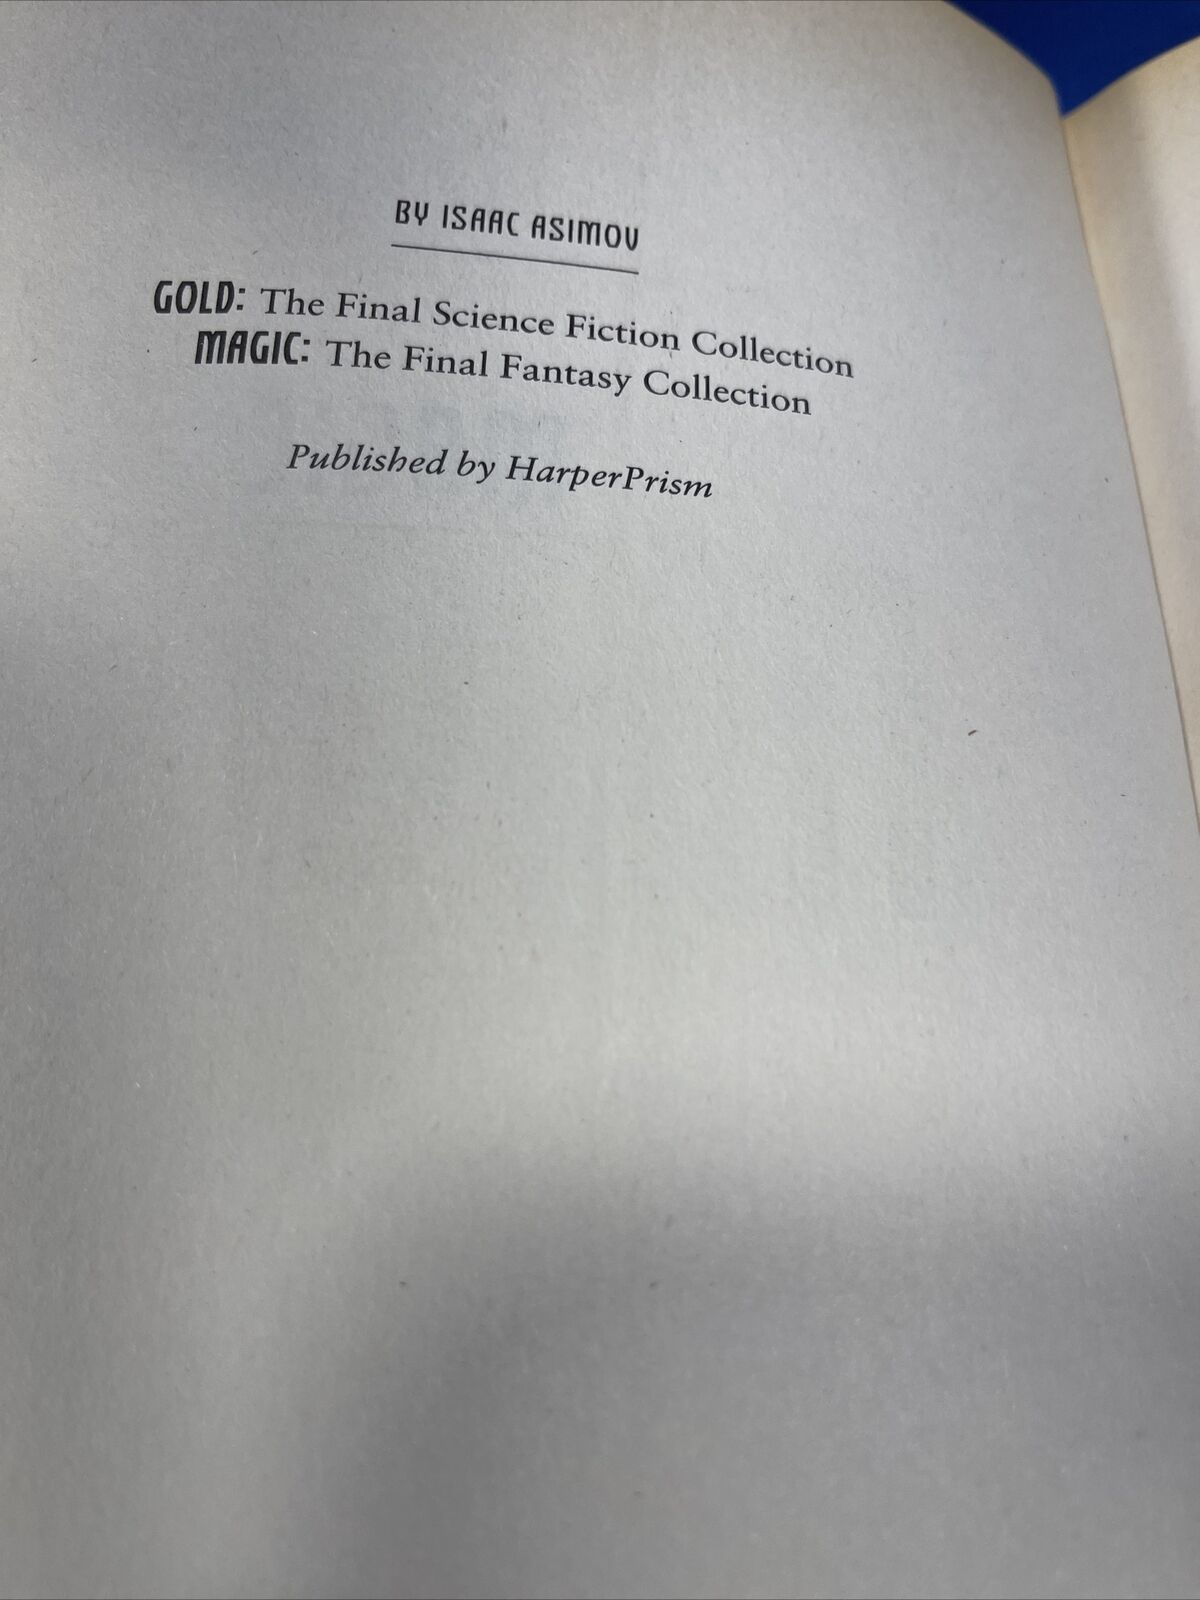 BY ISAAC ASIMOV
GOLD: The Final Science Fiction Collection
MAGIC: The Final Fantasy Collection
Published by HarperPrism